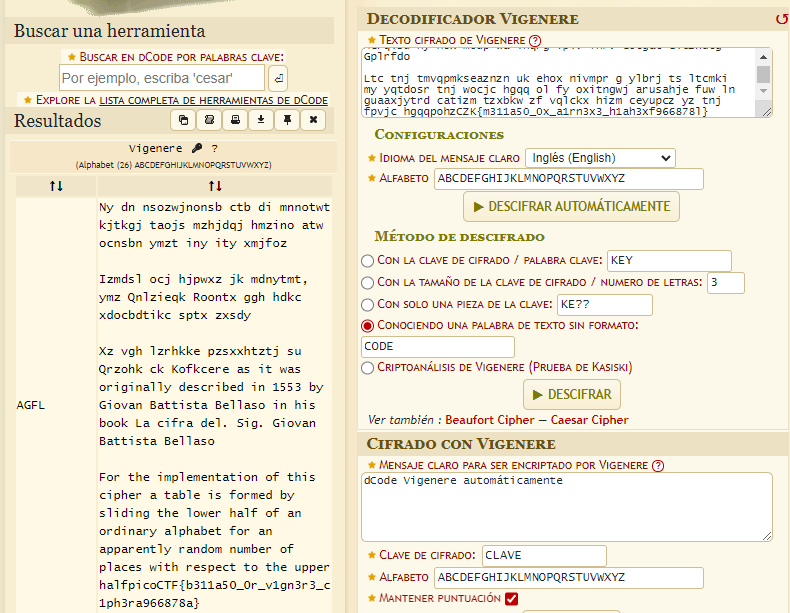 Buscar una herramienta
★ Buscar en dCode por palabras clave:
Por ejemplo, escriba 'cesar'
★ Explore la lista completa de herramientas de dCode
Resultados
Vigenere ?
(Alphabet (26) ABCDEFGHIJKLMNOPQRSTUVWXYZ)
↑↓ ↑↓
AGFL
Ny dn nsozwjnonsb ctb di mnnotwt
kjtkgj taojs mzhjdqj hmzino atw
ocnsbn ymzt iny ity xmjfoz
Izmdsl ocj hjpwxz jk mdnytmt,
ymz Qnlzieqk Roontx ggh hdkc
xdocbdtikc sptx zxsdy
Xz vgh lzrhkke pzsxxhtztj su
Qrzohk ck Kofkcere as it was
originally described in 1553 by
Giovan Battista Bellaso in his
book La cifra del. Sig. Giovan
Battista Bellaso
For the implementation of this
cipher a table is formed by
sliding the lower half of an
ordinary alphabet for an
apparently random number of
places with respect to the upper
halfpicoCTF{b311a50_0r_v1gn3r3_c
1ph3ra966878a}
Decodificador Vigenere
★ Texto cifrado de Vigenere ?
Gplrfdo
Ltc tnj tmvqpmkseaznzn uk ehox nivmpr g ylbrj ts ltcmki
my yqtdosr tnj wocjc hgqq ol fy oxitngwj arusahje fuw ln
guaaxjytrd catizm tzxbkw zf vqlckx hizm ceyupcz yz tnj
fpvjc hgqqpohzCZK{m311a50_0x_a1rn3x3_h1ah3xf966878l}
Configuraciones
★ Idioma del mensaje claro Inglés (English)
★ Alfabeto ABCDEFGHIJKLMNOPQRSTUVWXYZ
▶ Descifrar automáticamente
Método de descifrado
Con la clave de cifrado / palabra clave: KEY
Con la tamaño de la clave de cifrado / numero de letras: 3
Con solo una pieza de la clave: KE??
Conociendo una palabra de texto sin formato:
CODE
Criptoanálisis de Vigenere (Prueba de Kasiski)
▶ Descifrar
Ver también : Beaufort Cipher — Caesar Cipher
Cifrado con Vigenere
★ Mensaje claro para ser encriptado por Vigenere ?
dCode Vigenere automáticamente
★ Clave de cifrado: CLAVE
★ Alfabeto ABCDEFGHIJKLMNOPQRSTUVWXYZ
★ Mantener puntuación